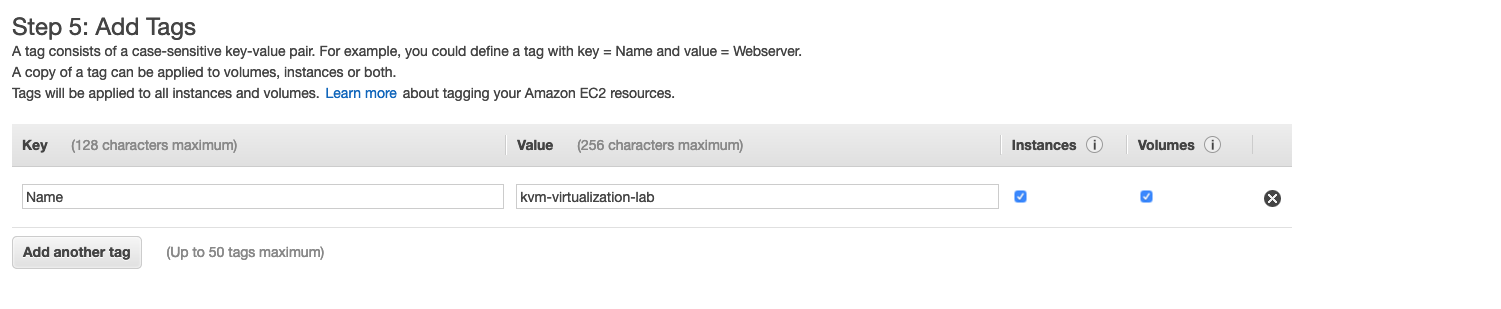 Step 5: Add Tags
A tag consists of a case-sensitive key-value pair. For example, you could define a tag with key = Name and value = Webserver.
A copy of a tag can be applied to volumes, instances or both.
Tags will be applied to all instances and volumes. Learn more about tagging your Amazon EC2 resources.
Key (128 characters maximum) Value (256 characters maximum) Instances i Volumes i
Name kvm-virtualization-lab
Add another tag (Up to 50 tags maximum)